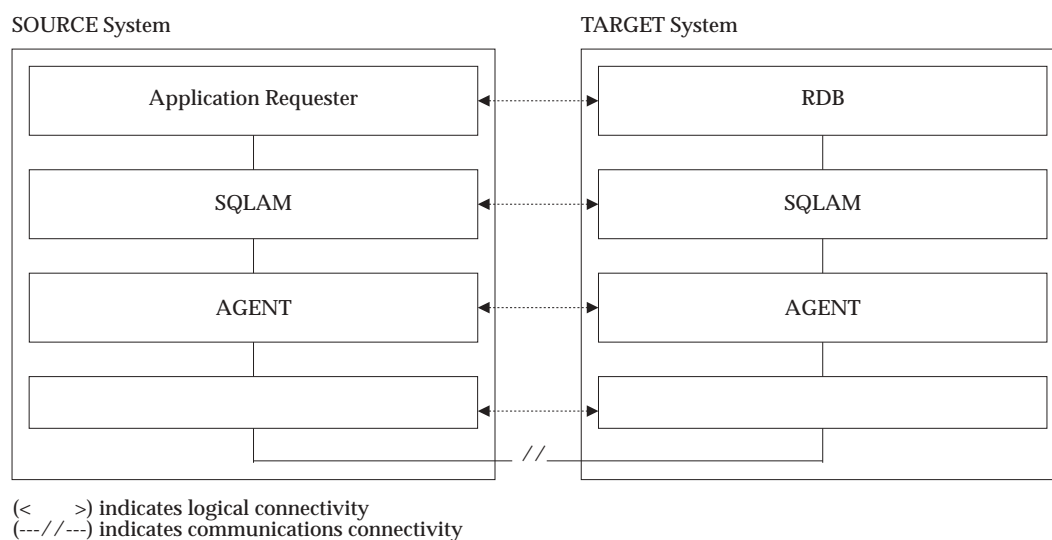 SOURCE System
TARGET System
Application Requester
RDB
SQLAM
SQLAM
AGENT
AGENT
//
(< >) indicates logical connectivity
(---//---) indicates communications connectivity